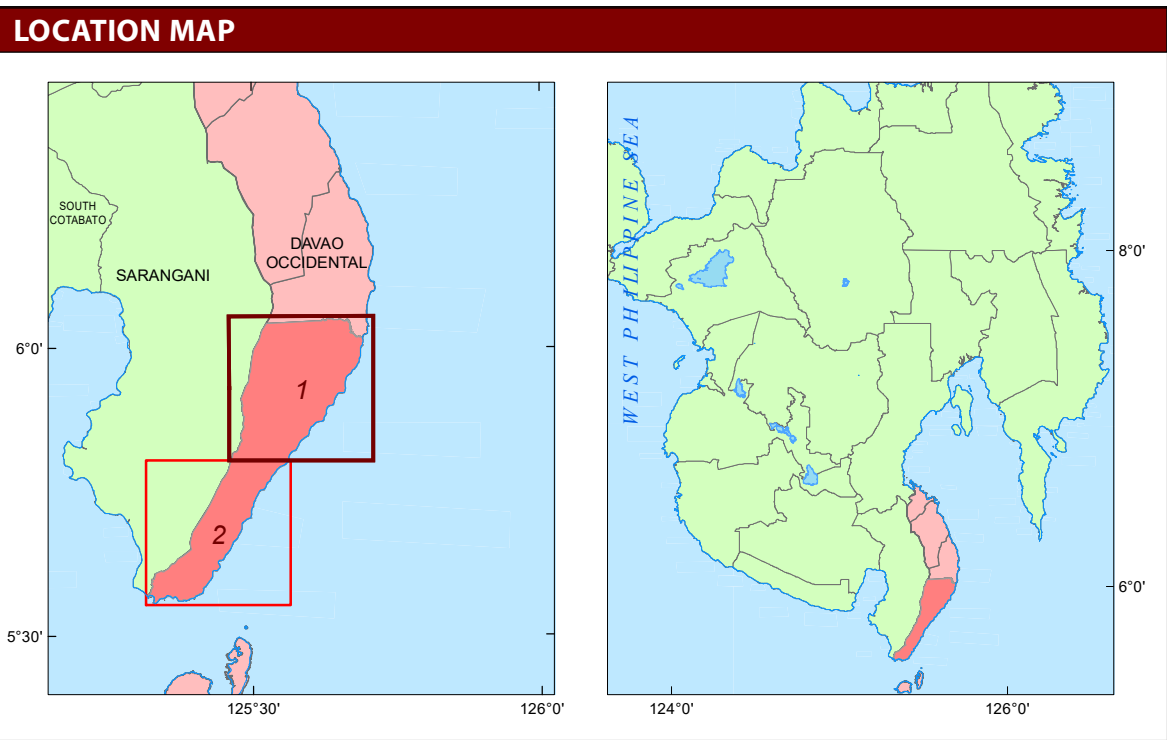 LOCATION MAP
SOUTH
COTABATO
SARANGANI
DAVAO
OCCIDENTAL
1
2
6°0'
5°30'
125°30'
126°0'
WEST PHILIPPINE SEA
8°0'
6°0'
124°0'
126°0'